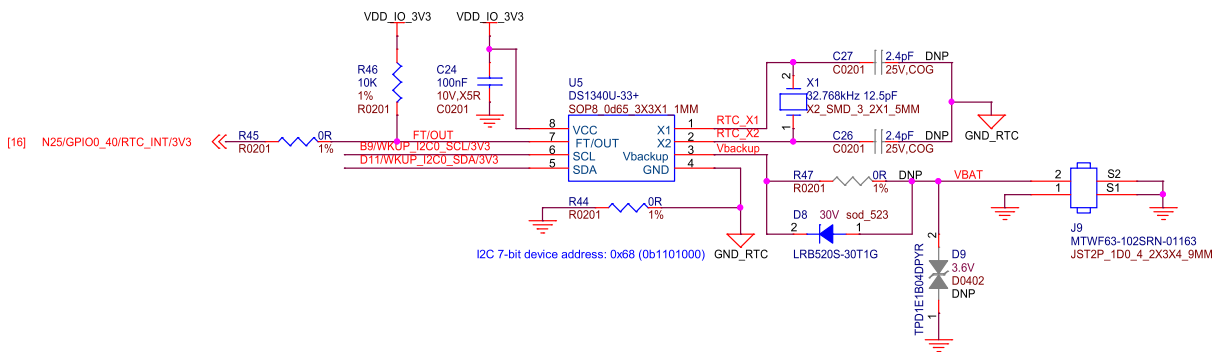 VDD_IO_3V3
VDD_IO_3V3
R46
10K
1%
R0201
C24
100nF
10V,X5R
C0201
U5
DS1340U-33+
SOP8_0d65_3X3X1_1MM
8
VCC
7
FT/OUT
6
SCL
5
SDA
X1
1
X2
2
Vbackup
3
GND
4
RTC_X1
RTC_X2
Vbackup
2
1
X1
32.768kHz 12.5pF
X2_SMD_3_2X1_5MM
C27
2.4pF
DNP
C0201
25V,COG
C26
2.4pF
DNP
C0201
25V,COG
GND_RTC
[16]
N25/GPIO0_40/RTC_INT/3V3
R45
0R
R0201
1%
FT/OUT
B9/WKUP_I2C0_SCL/3V3
D11/WKUP_I2C0_SDA/3V3
R44
0R
R0201
1%
I2C 7-bit device address: 0x68 (0b1101000)
GND_RTC
R47
0R
DNP
R0201
1%
D8
30V
sod_523
2
1
LRB520S-30T1G
VBAT
2
1
S2
S1
J9
MTWF63-102SRN-01163
JST2P_1D0_4_2X3X4_9MM
2
D9
3.6V
D0402
DNP
1
TPD1E1B04DPYR